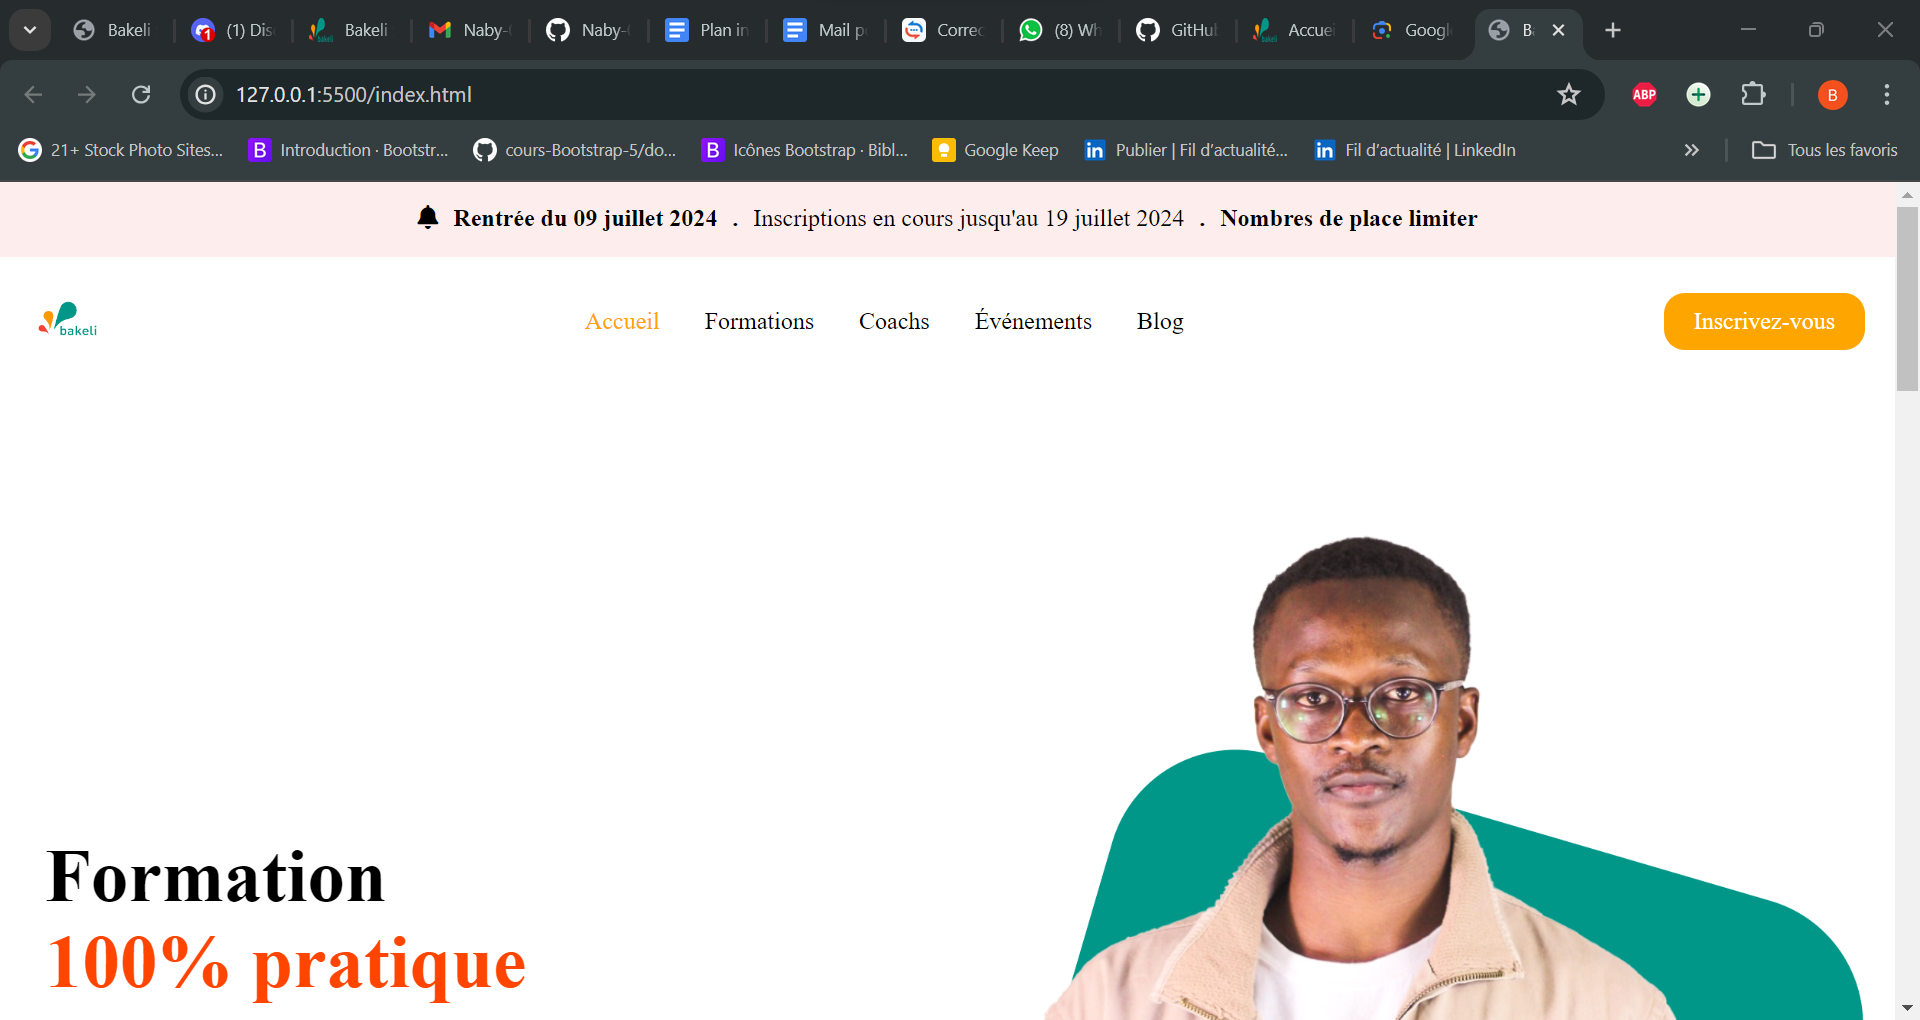 Bakeli
(1) Dis
Bakeli
Naby-
Naby-
Plan in
Mail p
Correc
(8) Wh
GitHub
Accuei
Googl
B
127.0.0.1:5500/index.html
ABP
B
21+ Stock Photo Sites...
B Introduction · Bootstr...
cours-Bootstrap-5/do...
B Icônes Bootstrap · Bibl...
Google Keep
in Publier | Fil d'actualité...
in Fil d'actualité | LinkedIn
Tous les favoris
Rentrée du 09 juillet 2024 . Inscriptions en cours jusqu'au 19 juillet 2024 . Nombres de place limiter
bakeli
Accueil
Formations
Coachs
Événements
Blog
Inscrivez-vous
Formation
100% pratique